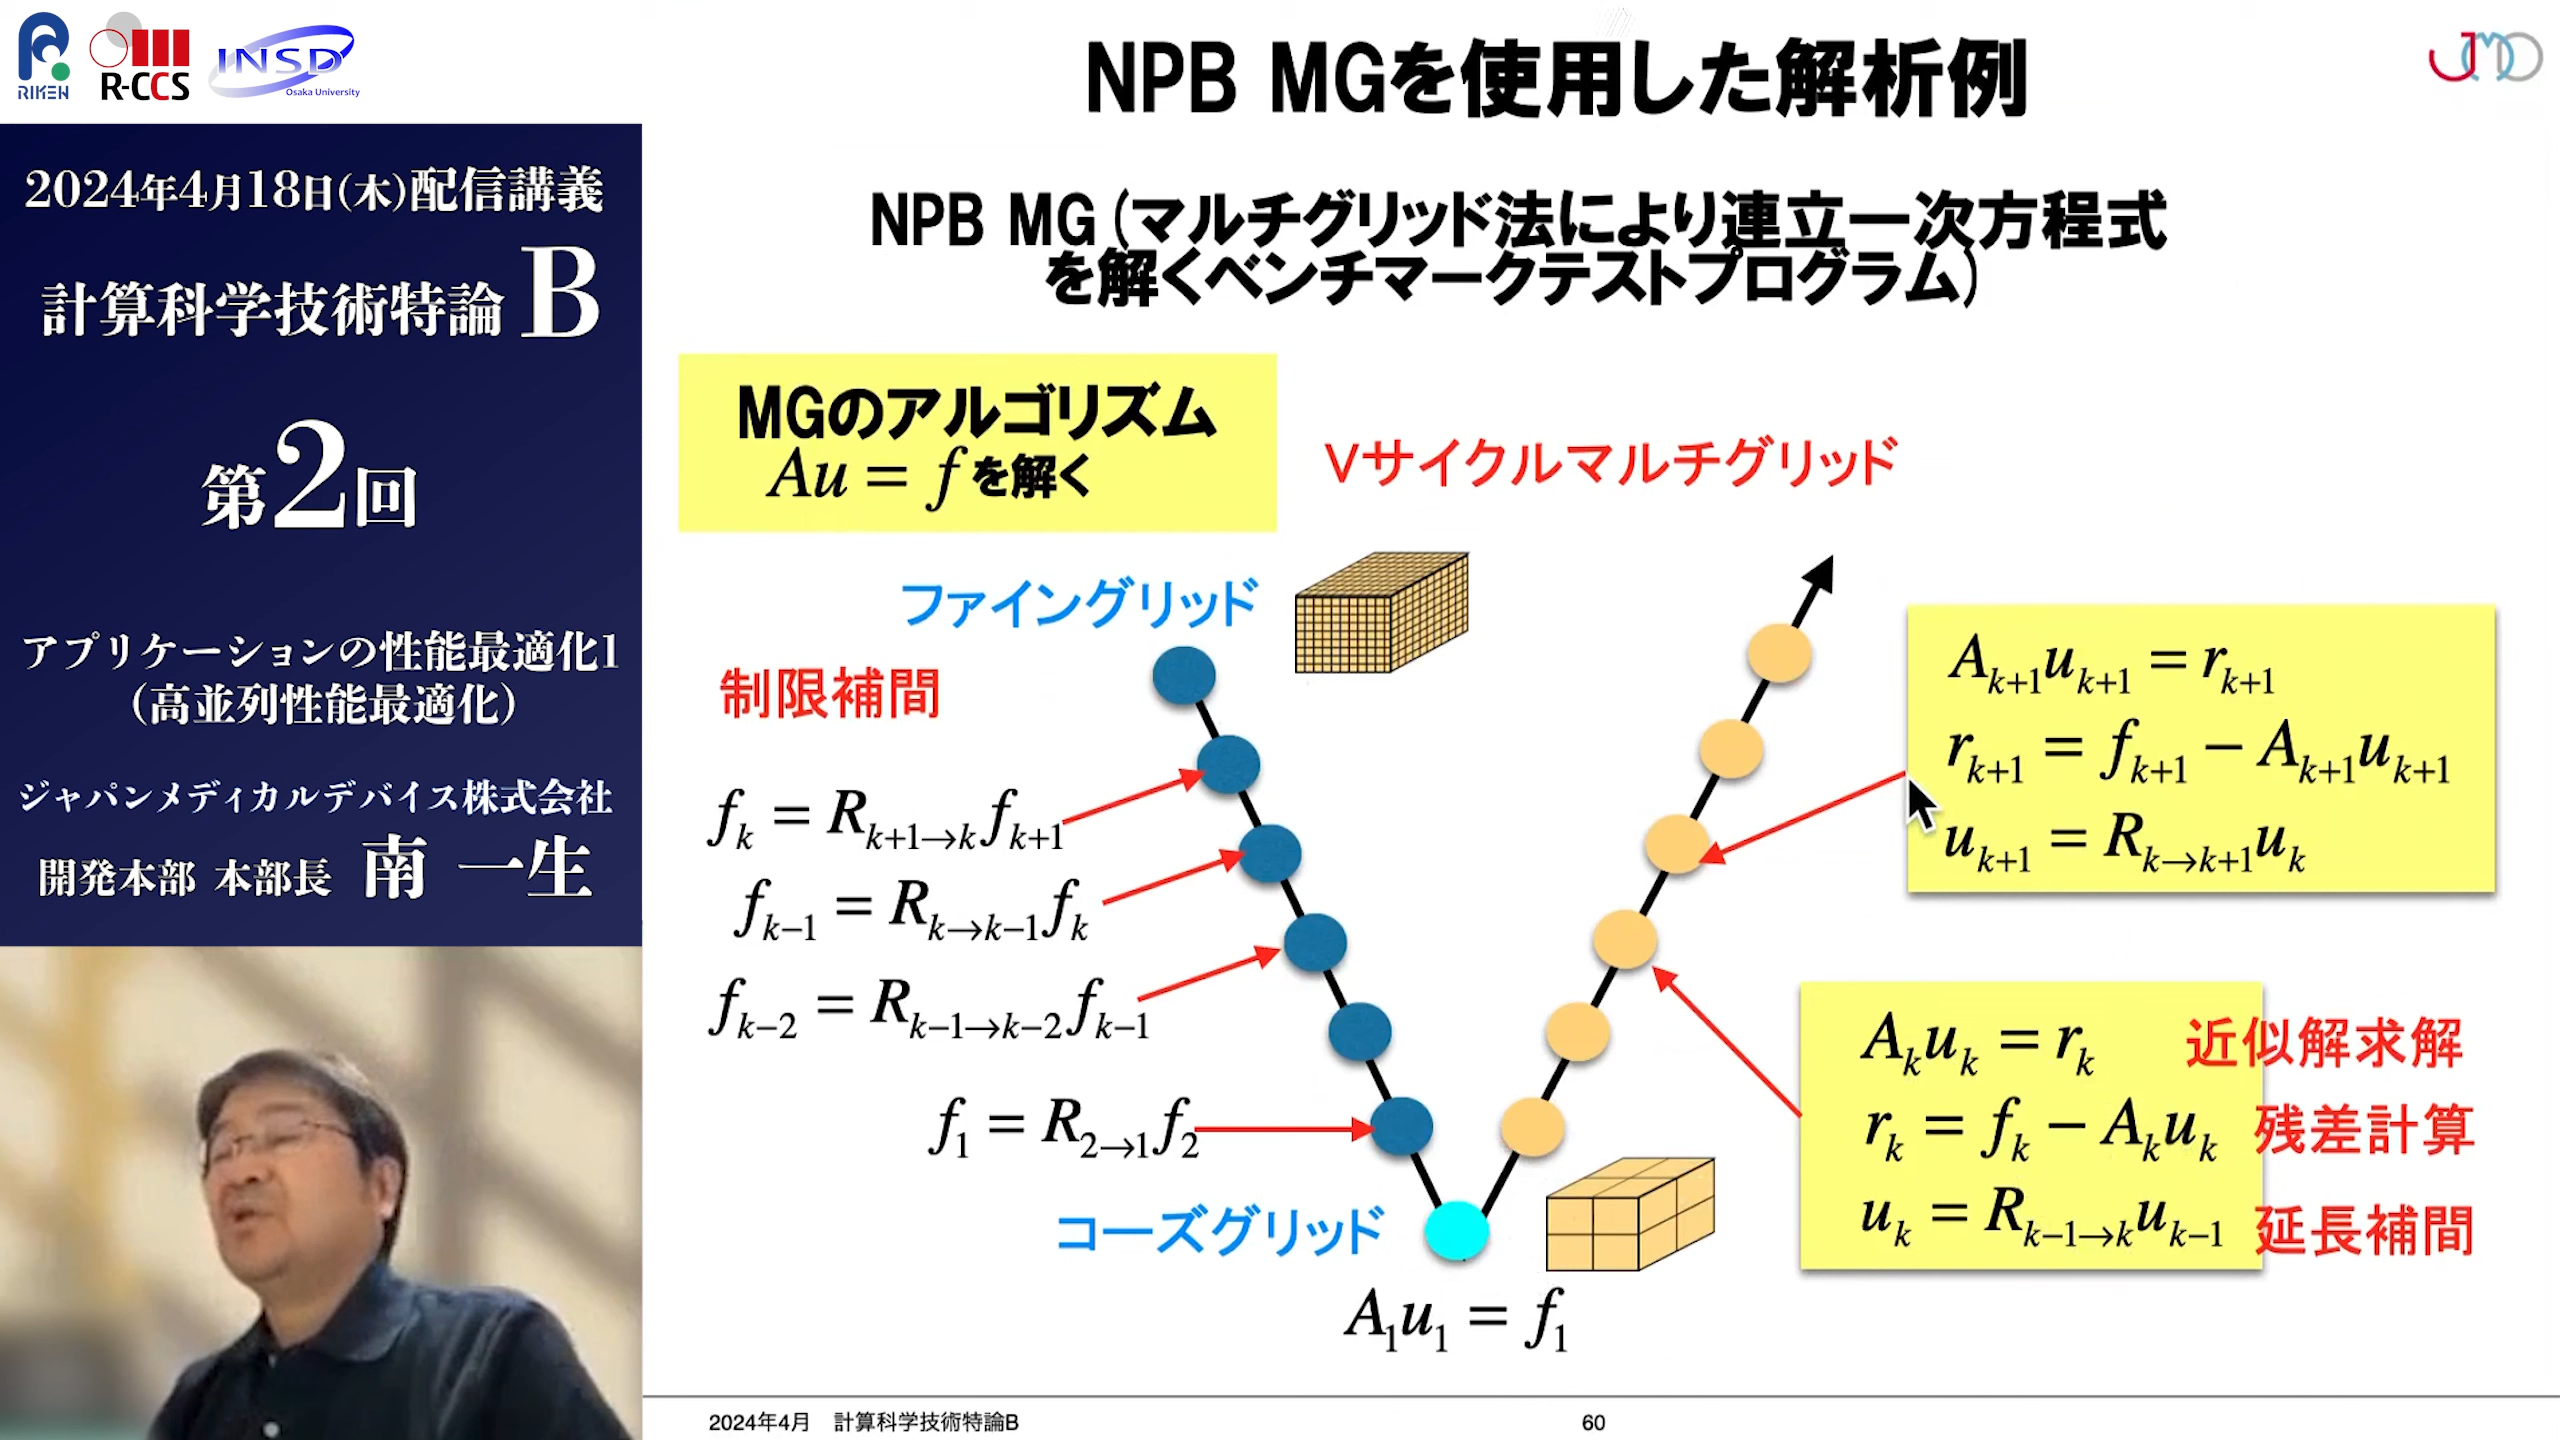 RIKEN
R-CCS
INSD
Osaka University
2024年4月18日(木)配信講義
計算科学技術特論 B
第2回
アプリケーションの性能最適化1
(高並列性能最適化)
ジャパンメディカルデバイス株式会社
開発本部 本部長 南 一生
NPB MGを使用した解析例
JMD
NPB MG(マルチグリッド法により連立一次方程式
を解くベンチマークテストプログラム)
MGのアルゴリズム
Au = f を解く
Vサイクルマルチグリッド
ファイングリッド
制限補間
f_k = R_{k+1→k} f_{k+1}
f_{k−1} = R_{k→k−1} f_k
f_{k−2} = R_{k−1→k−2} f_{k−1}
f_1 = R_{2→1} f_2
コーズグリッド
A_1 u_1 = f_1
A_{k+1} u_{k+1} = r_{k+1}
r_{k+1} = f_{k+1} − A_{k+1} u_{k+1}
u_{k+1} = R_{k→k+1} u_k
A_k u_k = r_k 近似解求解
r_k = f_k − A_k u_k 残差計算
u_k = R_{k−1→k} u_{k−1} 延長補間
2024年4月 計算科学技術特論B
60